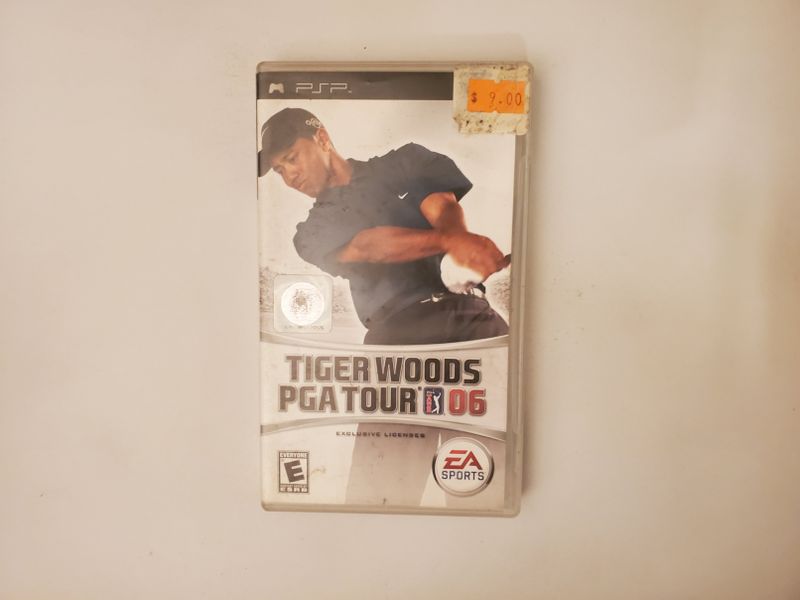 PSP
$ 9.00
TIGER WOODS
PGA TOUR 06
EXCLUSIVE LICENSES
EVERYONE
E
ESRB
EA
SPORTS